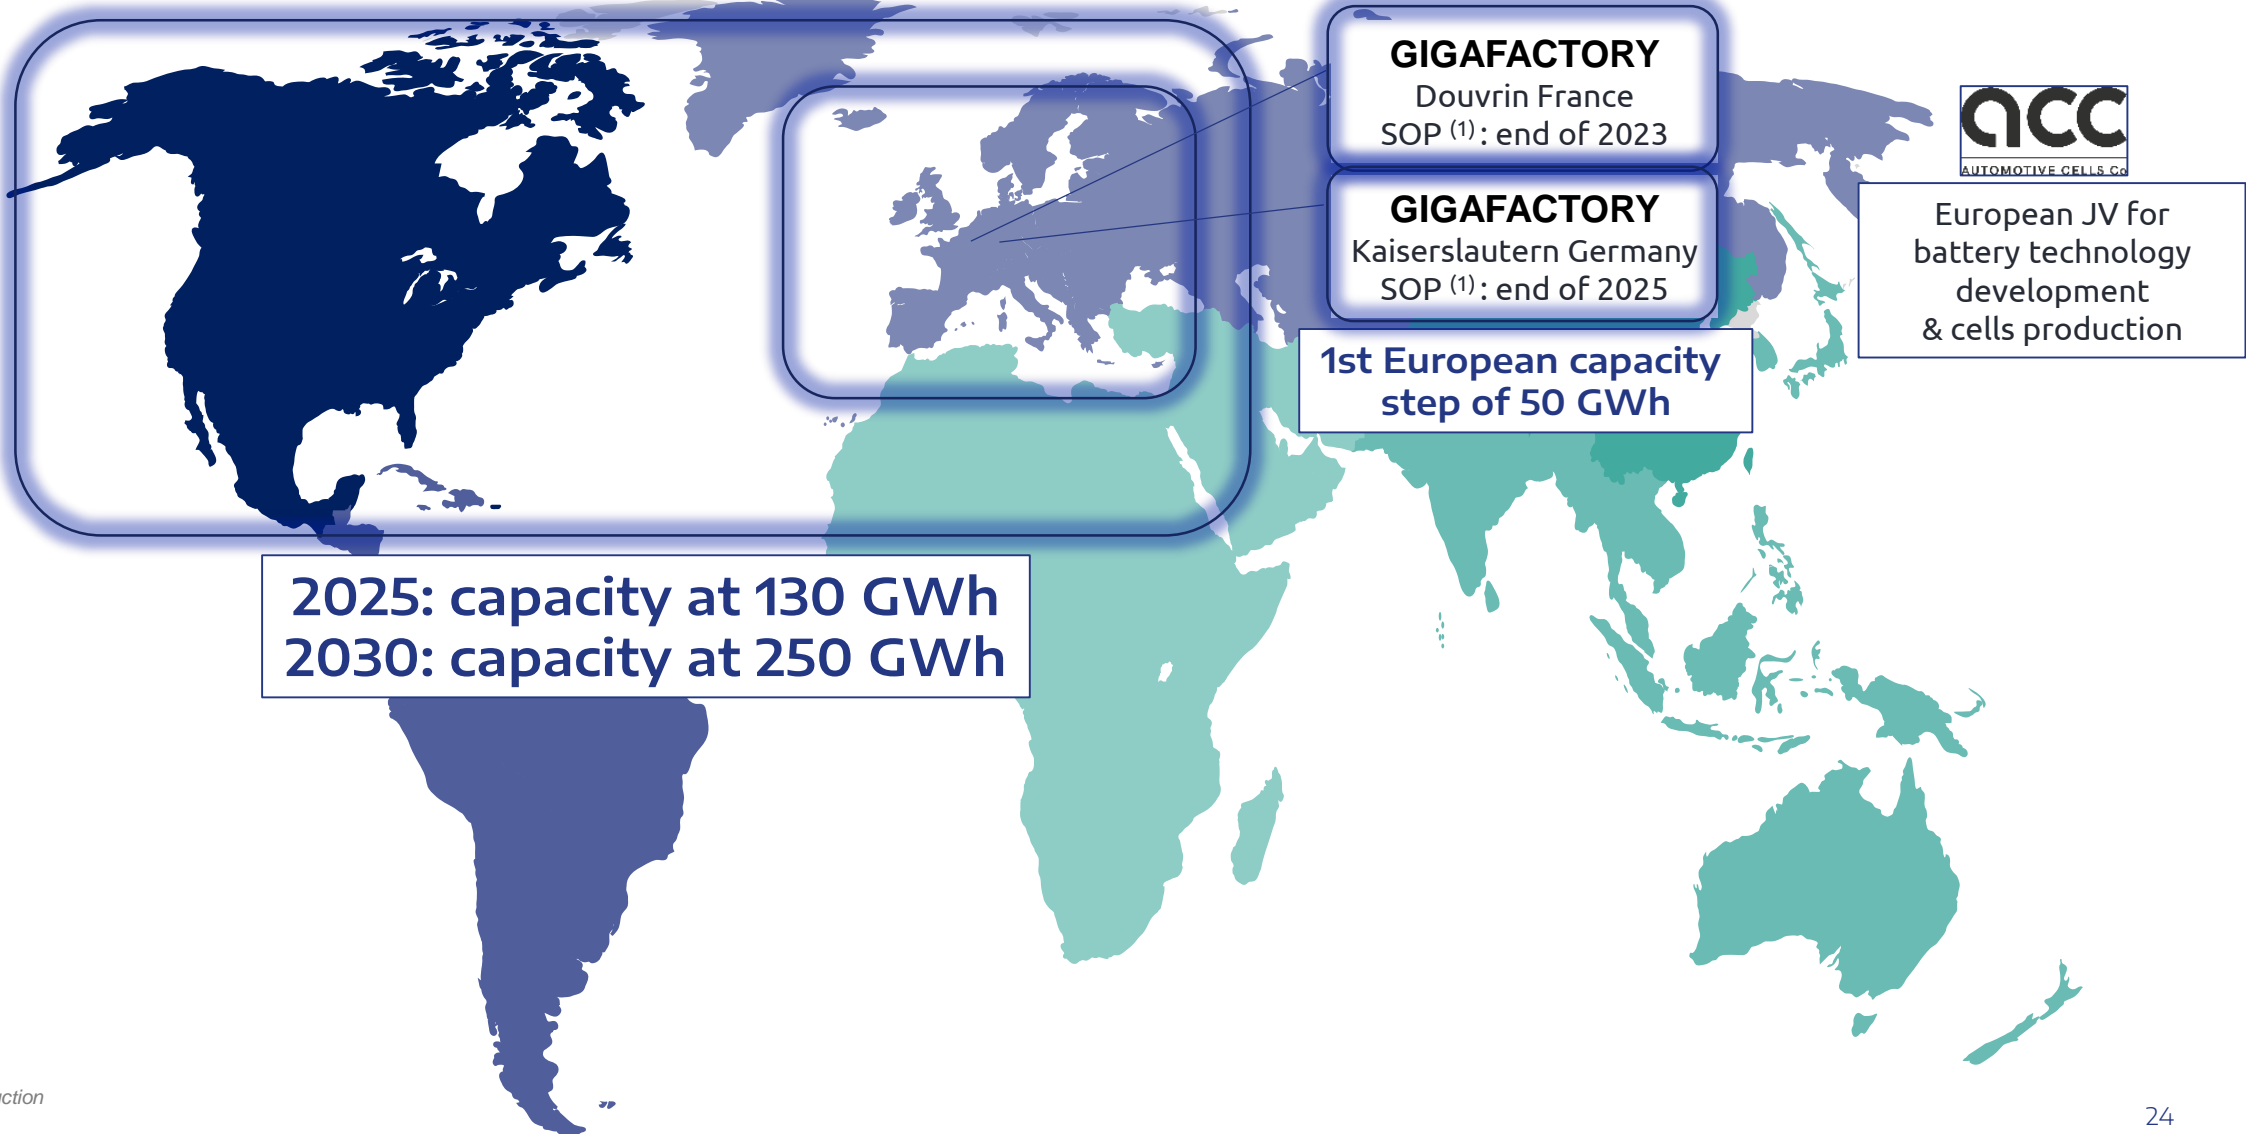 GIGAFACTORY
Douvrin France
SOP (1) : end of 2023
GIGAFACTORY
Kaiserslautern Germany
SOP (1) : end of 2025
1st European capacity
step of 50 GWh
acc
AUTOMOTIVE CELLS Co
European JV for
battery technology
development
& cells production
2025: capacity at 130 GWh
2030: capacity at 250 GWh
24